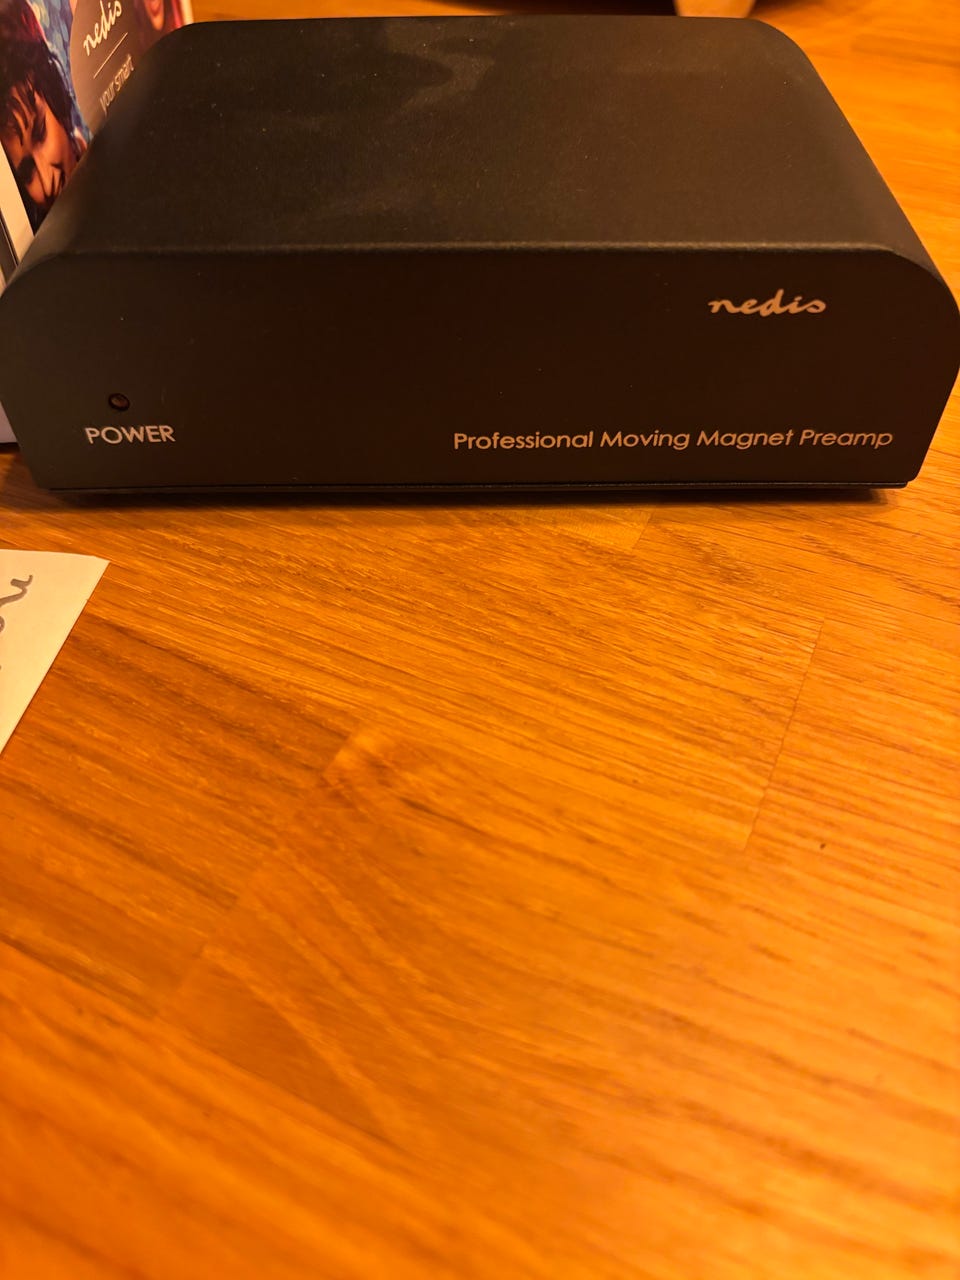 nedis
your smart
nedis
POWER
Professional Moving Magnet Preamp